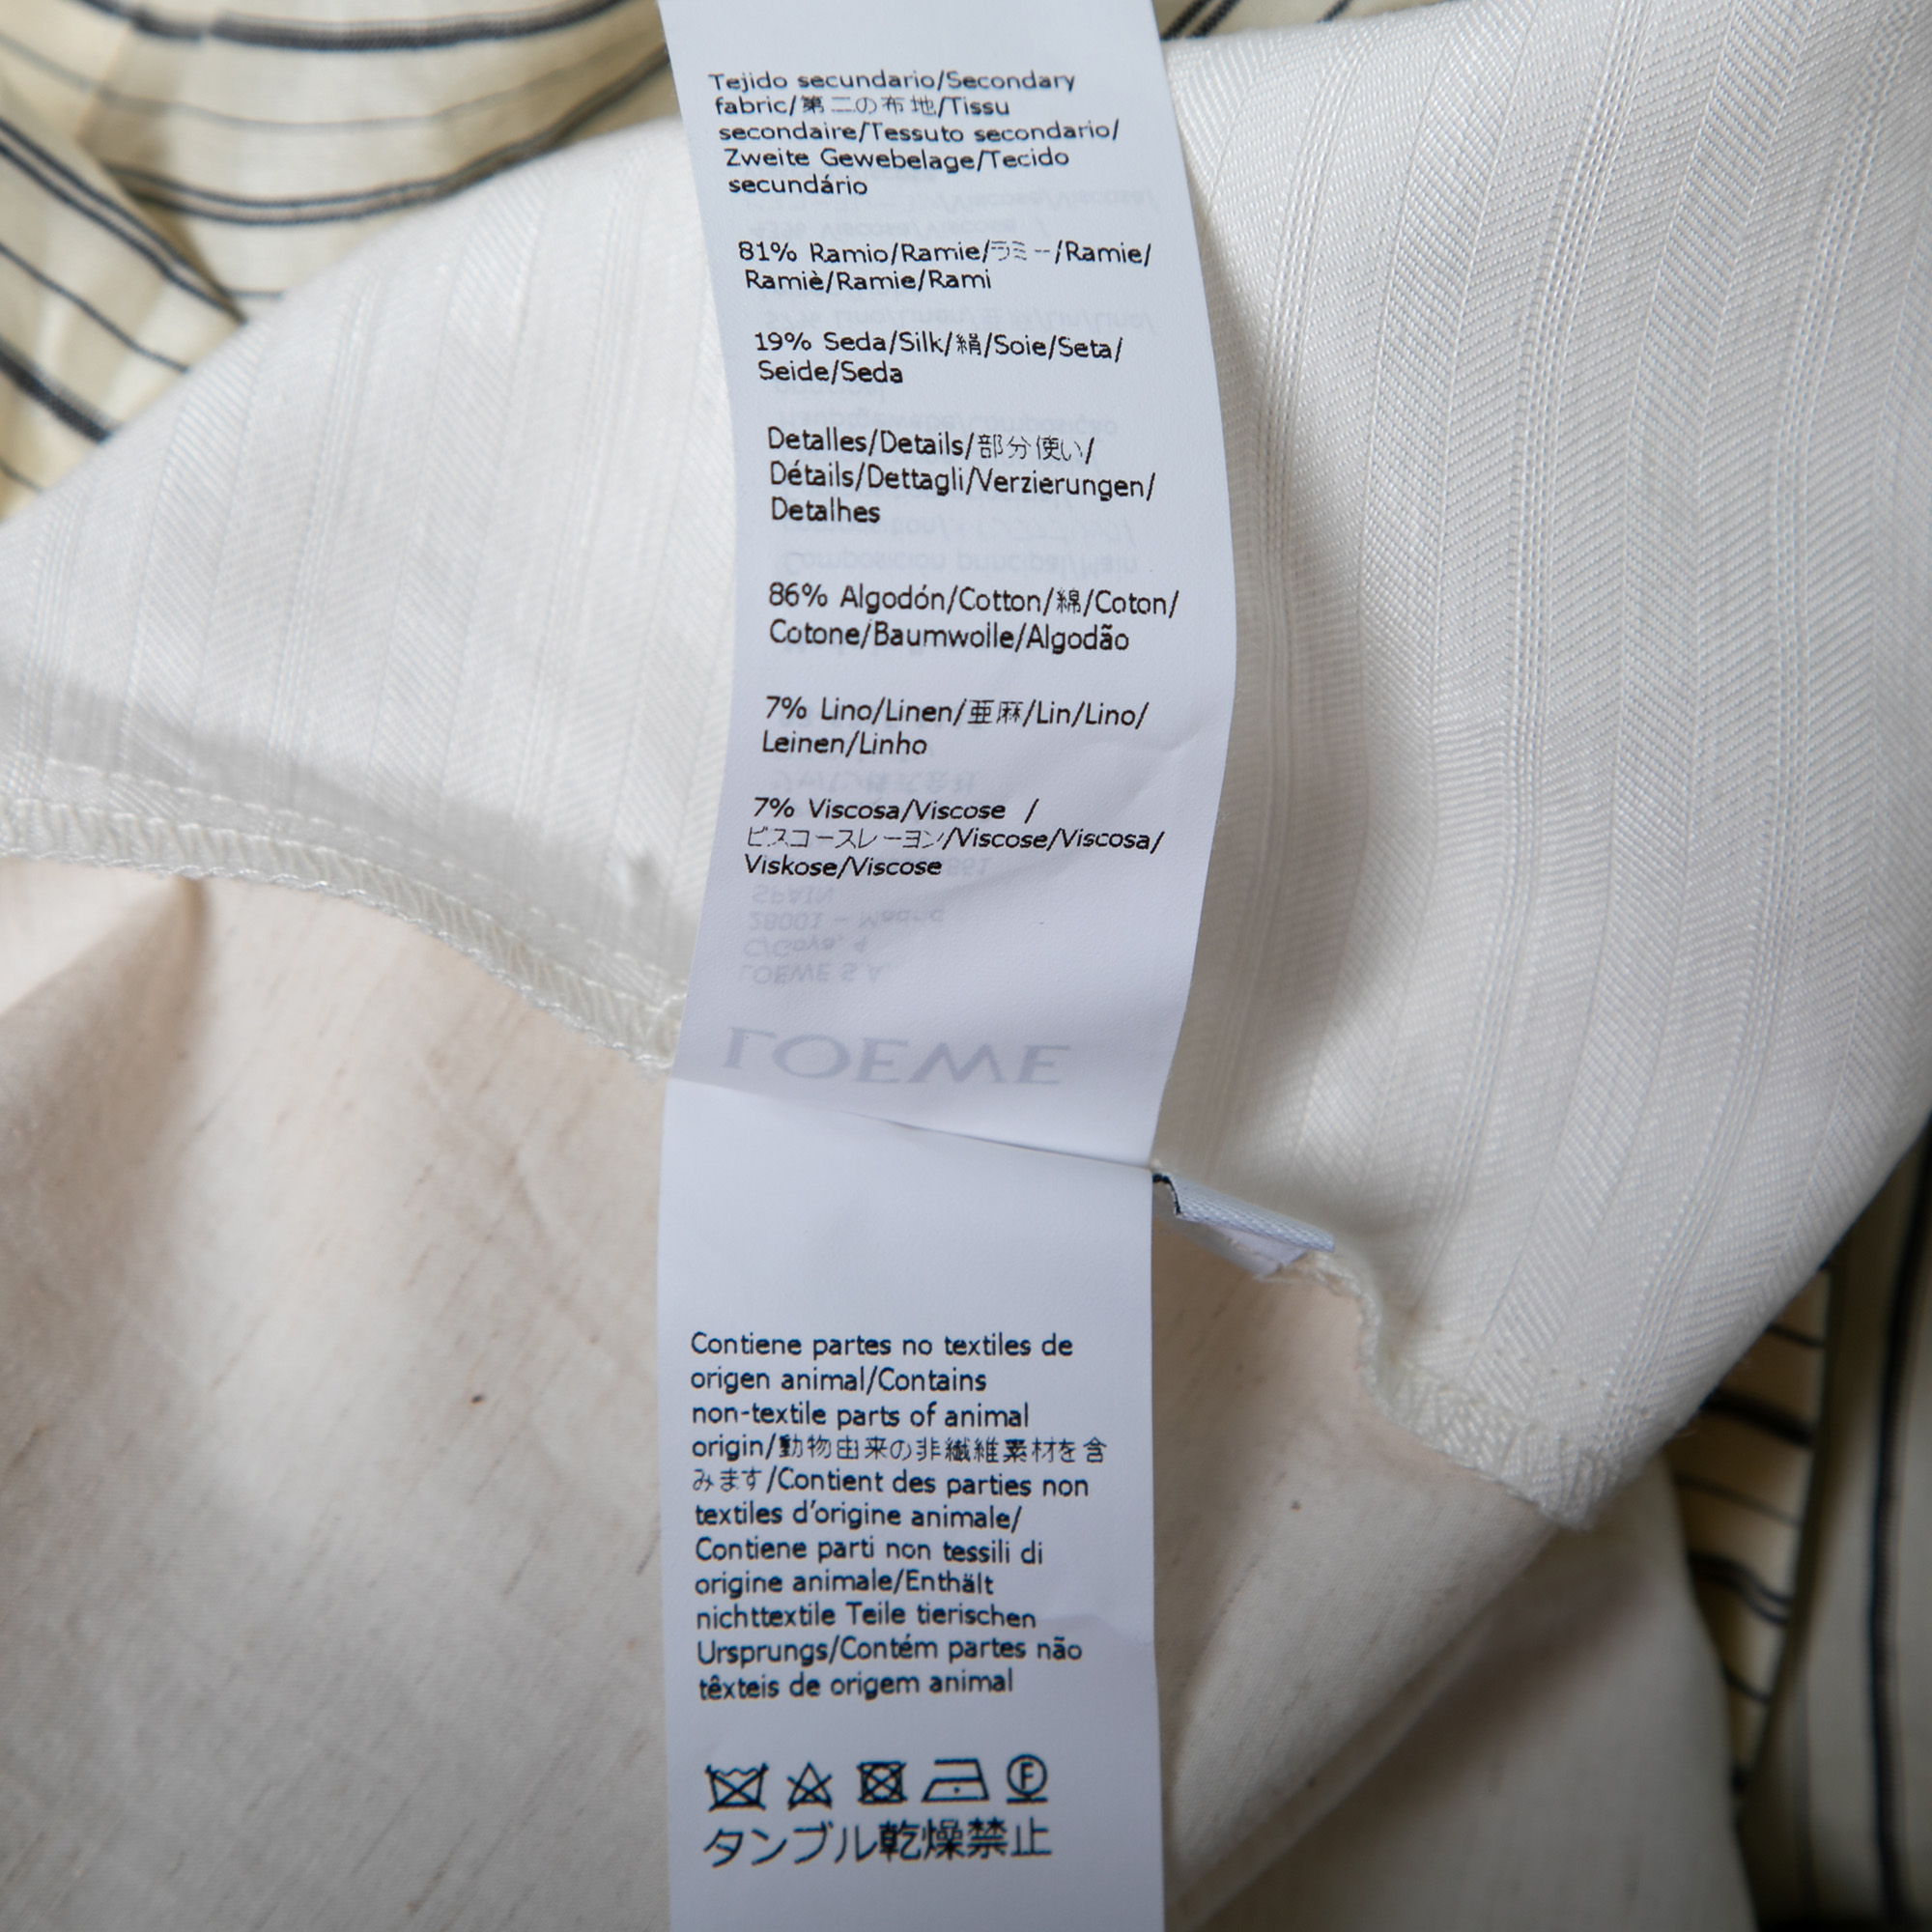 Tejido secundario/Secondary
fabric/第二の布地/Tissu
secondaire/Tessuto secondario/
Zweite Gewebelage/Tecido
secundário
81% Ramio/Ramie/ラミー/Ramie/
Ramiè/Ramie/Rami
19% Seda/Silk/絹/Soie/Seta/
Seide/Seda
Detalles/Details/部分使い/
Détails/Dettagli/Verzierungen/
Detalhes
86% Algodón/Cotton/綿/Coton/
Cotone/Baumwolle/Algodão
7% Lino/Linen/亜麻/Lin/Lino/
Leinen/Linho
7% Viscosa/Viscose /
ビスコースレーヨン/Viscose/Viscosa/
Viskose/Viscose
SPAIN
28001 - Madrid
C/Goya, 4
LOEWE S.A.
LOEWE
Contiene partes no textiles de
origen animal/Contains
non-textile parts of animal
origin/動物由来の非繊維素材を含
みます/Contient des parties non
textiles d'origine animale/
Contiene parti non tessili di
origine animale/Enthält
nichttextile Teile tierischen
Ursprungs/Contém partes não
têxteis de origem animal
F
タンブル乾燥禁止